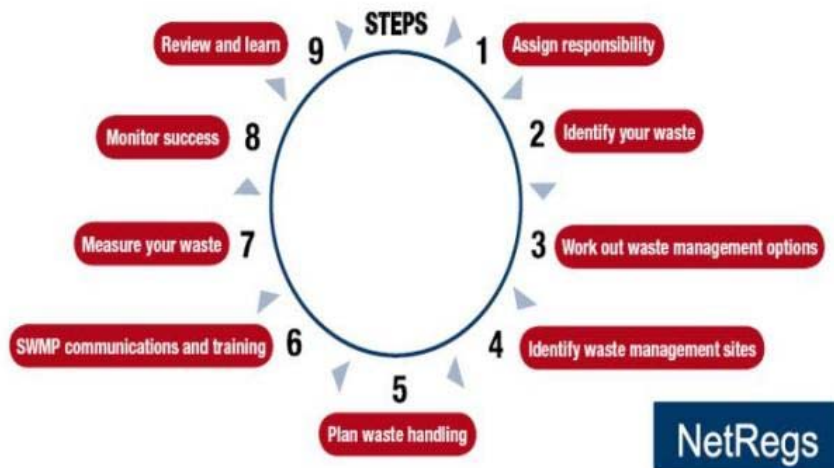 STEPS
1 Assign responsibility
2 Identify your waste
3 Work out waste management options
4 Identify waste management sites
5
Plan waste handling
6 SWMP communications and training
7 Measure your waste
8 Monitor success
9 Review and learn
NetRegs